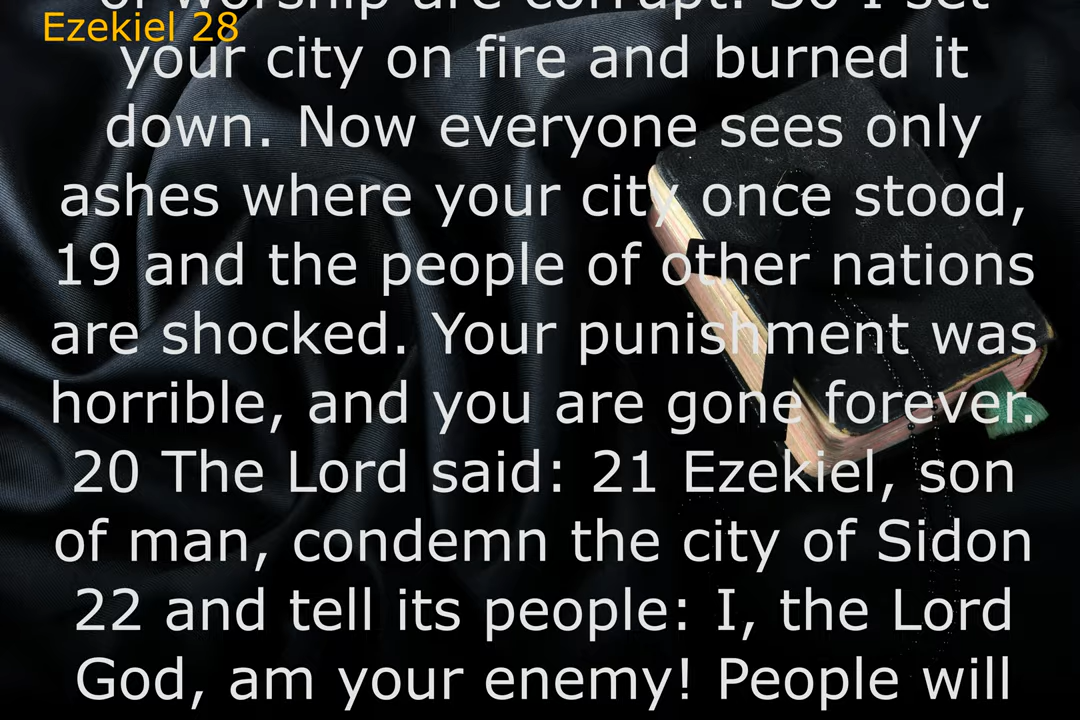 of worship are corrupt. So I set
Ezekiel 28
your city on fire and burned it
down. Now everyone sees only
ashes where your city once stood,
19 and the people of other nations
are shocked. Your punishment was
horrible, and you are gone forever.
20 The Lord said: 21 Ezekiel, son
of man, condemn the city of Sidon
22 and tell its people: I, the Lord
God, am your enemy! People will